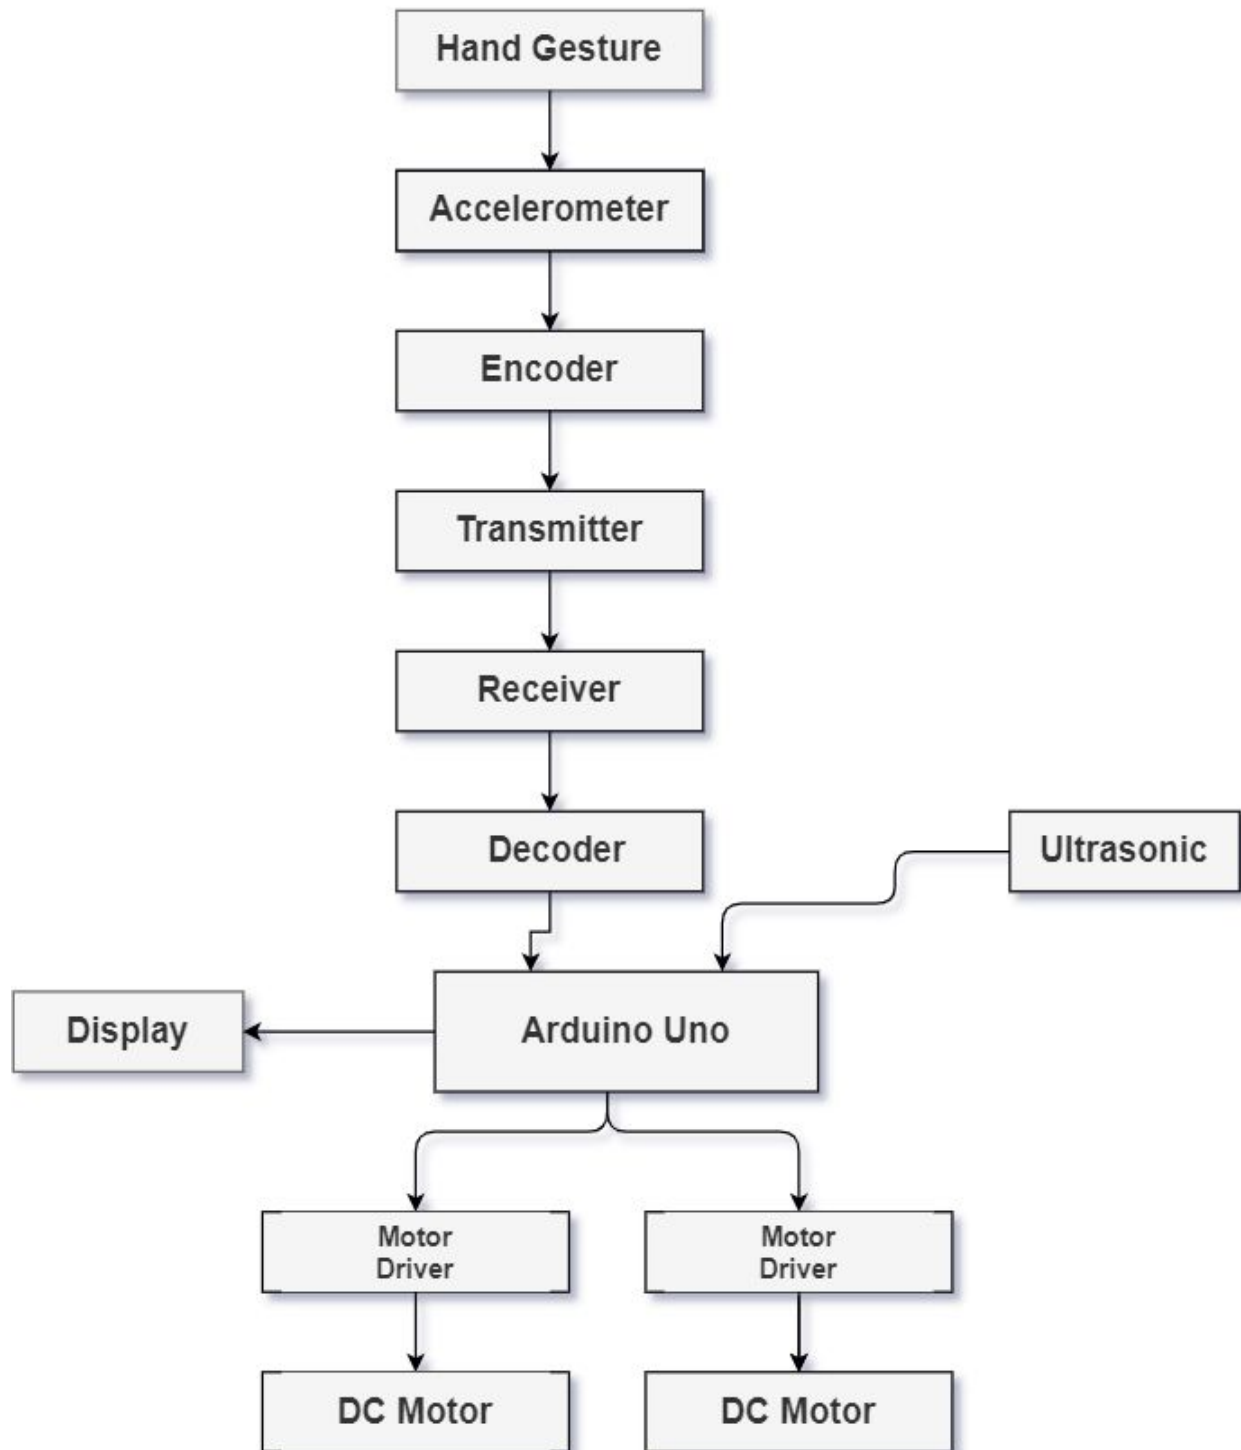 Hand Gesture
Accelerometer
Encoder
Transmitter
Receiver
Decoder
Ultrasonic
Display
Arduino Uno
Motor
Driver
Motor
Driver
DC Motor
DC Motor